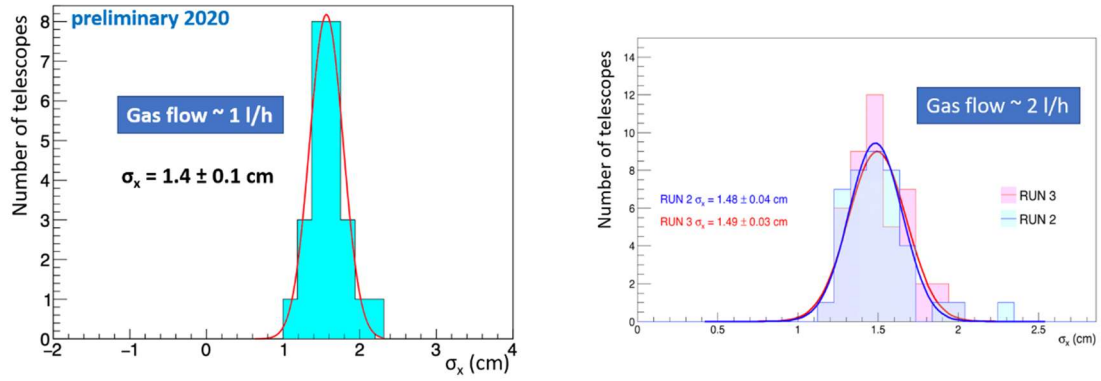 preliminary 2020
Number of telescopes
8
7
6
5
4
3
2
1
0
Gas flow ~ 1 l/h
σx = 1.4 ± 0.1 cm
−2 −1 0 1 2 3 4
σx (cm)
Number of telescopes
14
12
10
8
6
4
2
0
Gas flow ~ 2 l/h
RUN 2 σx = 1.48 ± 0.04 cm
RUN 3 σx = 1.49 ± 0.03 cm
RUN 3
RUN 2
0 0.5 1 1.5 2 2.5
σx (cm)